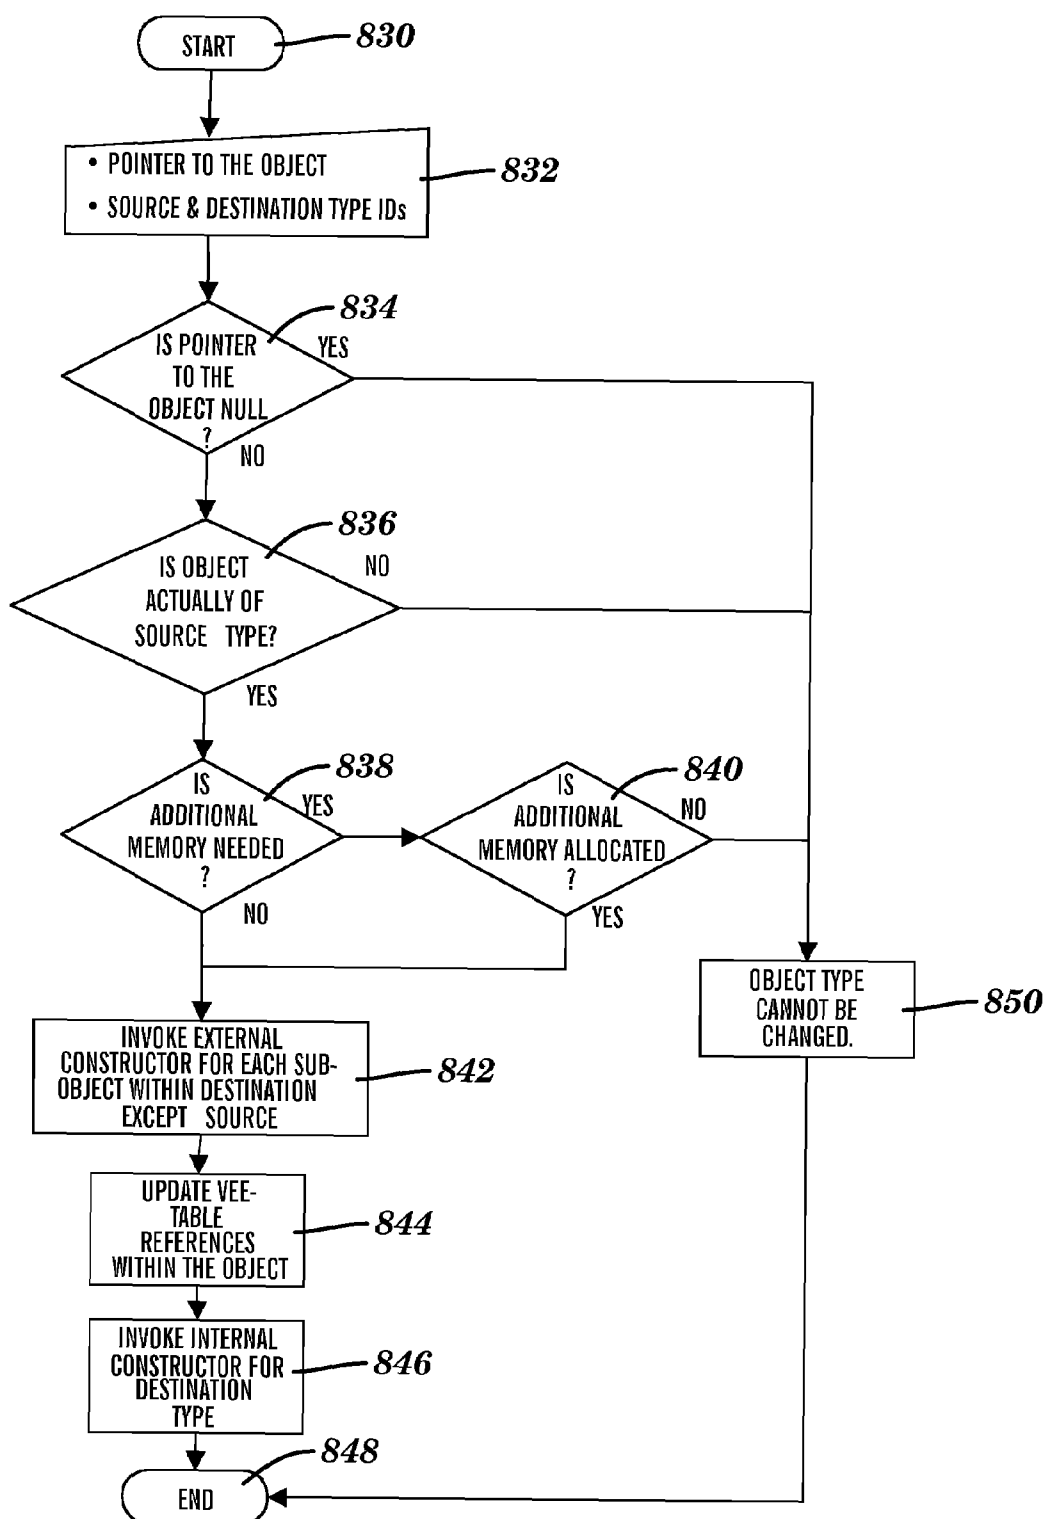 START
830
• POINTER TO THE OBJECT
• SOURCE & DESTINATION TYPE IDs
832
834
IS POINTER
TO THE
OBJECT NULL
?
YES
NO
836
IS OBJECT
ACTUALLY OF
SOURCE TYPE?
NO
YES
838
IS
ADDITIONAL
MEMORY NEEDED
?
YES
NO
840
IS
ADDITIONAL
MEMORY ALLOCATED
?
NO
YES
OBJECT TYPE
CANNOT BE
CHANGED.
850
INVOKE EXTERNAL
CONSTRUCTOR FOR EACH SUB-
OBJECT WITHIN DESTINATION
EXCEPT SOURCE
842
UPDATE VEE-
TABLE
REFERENCES
WITHIN THE OBJECT
844
INVOKE INTERNAL
CONSTRUCTOR FOR
DESTINATION
TYPE
846
848
END